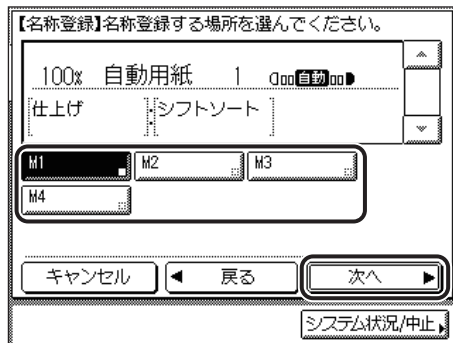 【名称登録】名称登録する場所を選んでください。
100% 自動用紙 1 自動
仕上げ シフトソート
M1 M2 M3
M4
キャンセル ◀ 戻る 次へ ▶
システム状況/中止